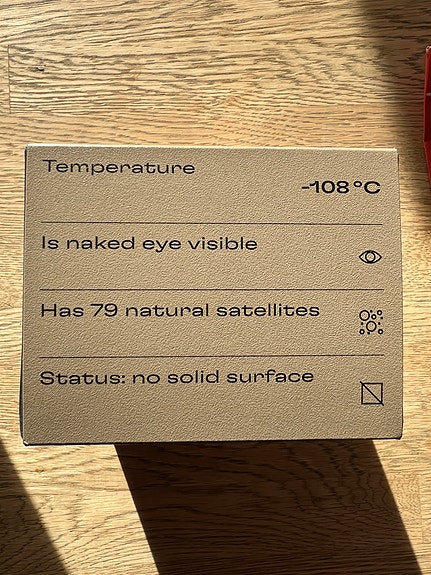 Temperature
-108°C
Is naked eye visible
Has 79 natural satellites
Status: no solid surface